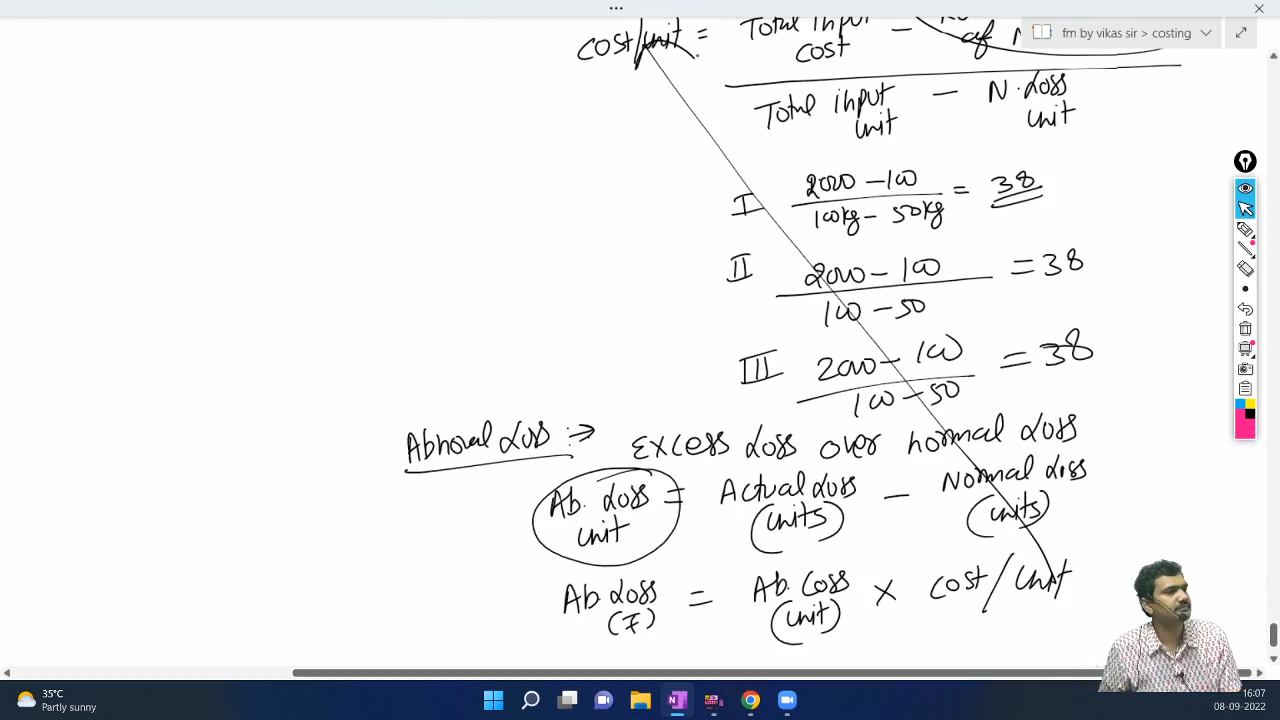 fm by vikas sir > costing
cost/unit = Total input cost −
of N
Total input unit − N. Loss unit
I 2000 − 100 / 100kg − 50kg = 38
II 2000 − 100 / 100 − 50 = 38
III 2000 − 100 / 100 − 50 = 38
Abnoral Loss :⇒ Excess Loss over normal Loss
Ab. Loss unit = Actual Loss (units) − Normal Loss (units)
Ab Loss (₹) = Ab. Loss (unit) × cost/unit
35°C
Partly sunny
16:07
08-09-2022